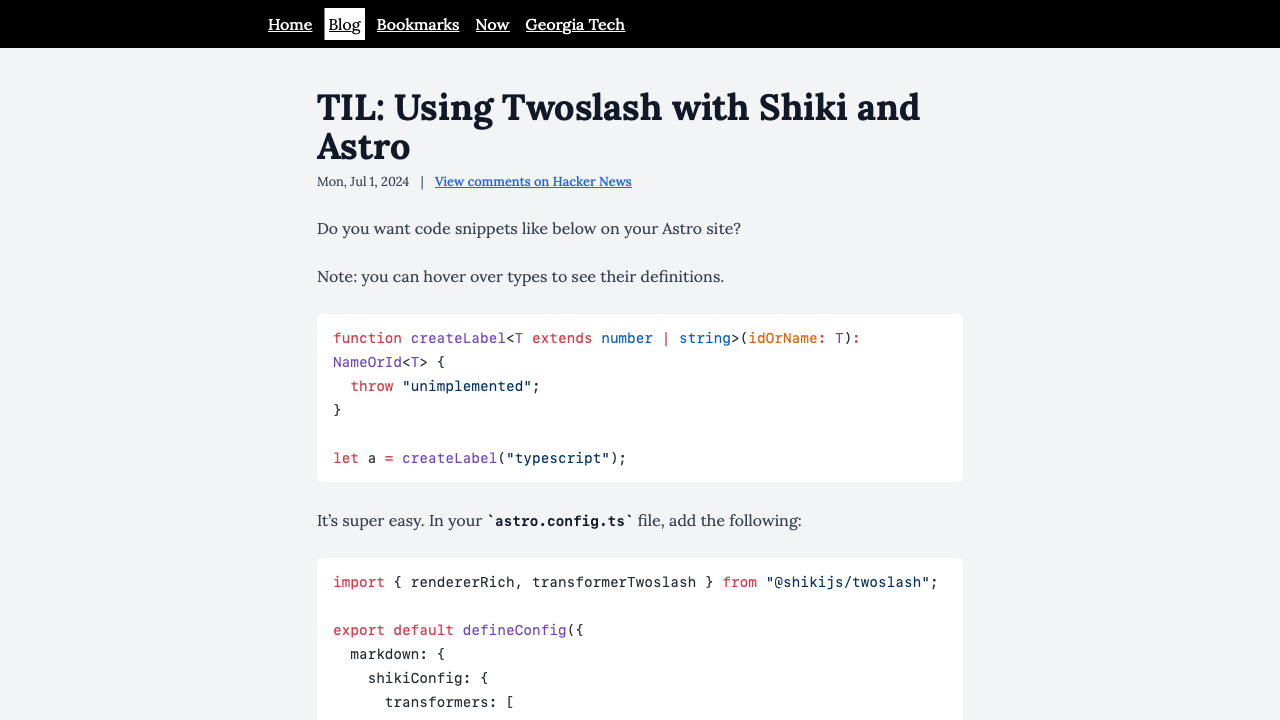 Home Blog Bookmarks Now Georgia Tech
TIL: Using Twoslash with Shiki and
Astro
Mon, Jul 1, 2024 | View comments on Hacker News
Do you want code snippets like below on your Astro site?
Note: you can hover over types to see their definitions.
function createLabel<T extends number | string>(idOrName: T):
NameOrId<T> {
  throw "unimplemented";
}
let a = createLabel("typescript");
It’s super easy. In your `astro.config.ts` file, add the following:
import { rendererRich, transformerTwoslash } from "@shikijs/twoslash";
export default defineConfig({
  markdown: {
    shikiConfig: {
      transformers: [